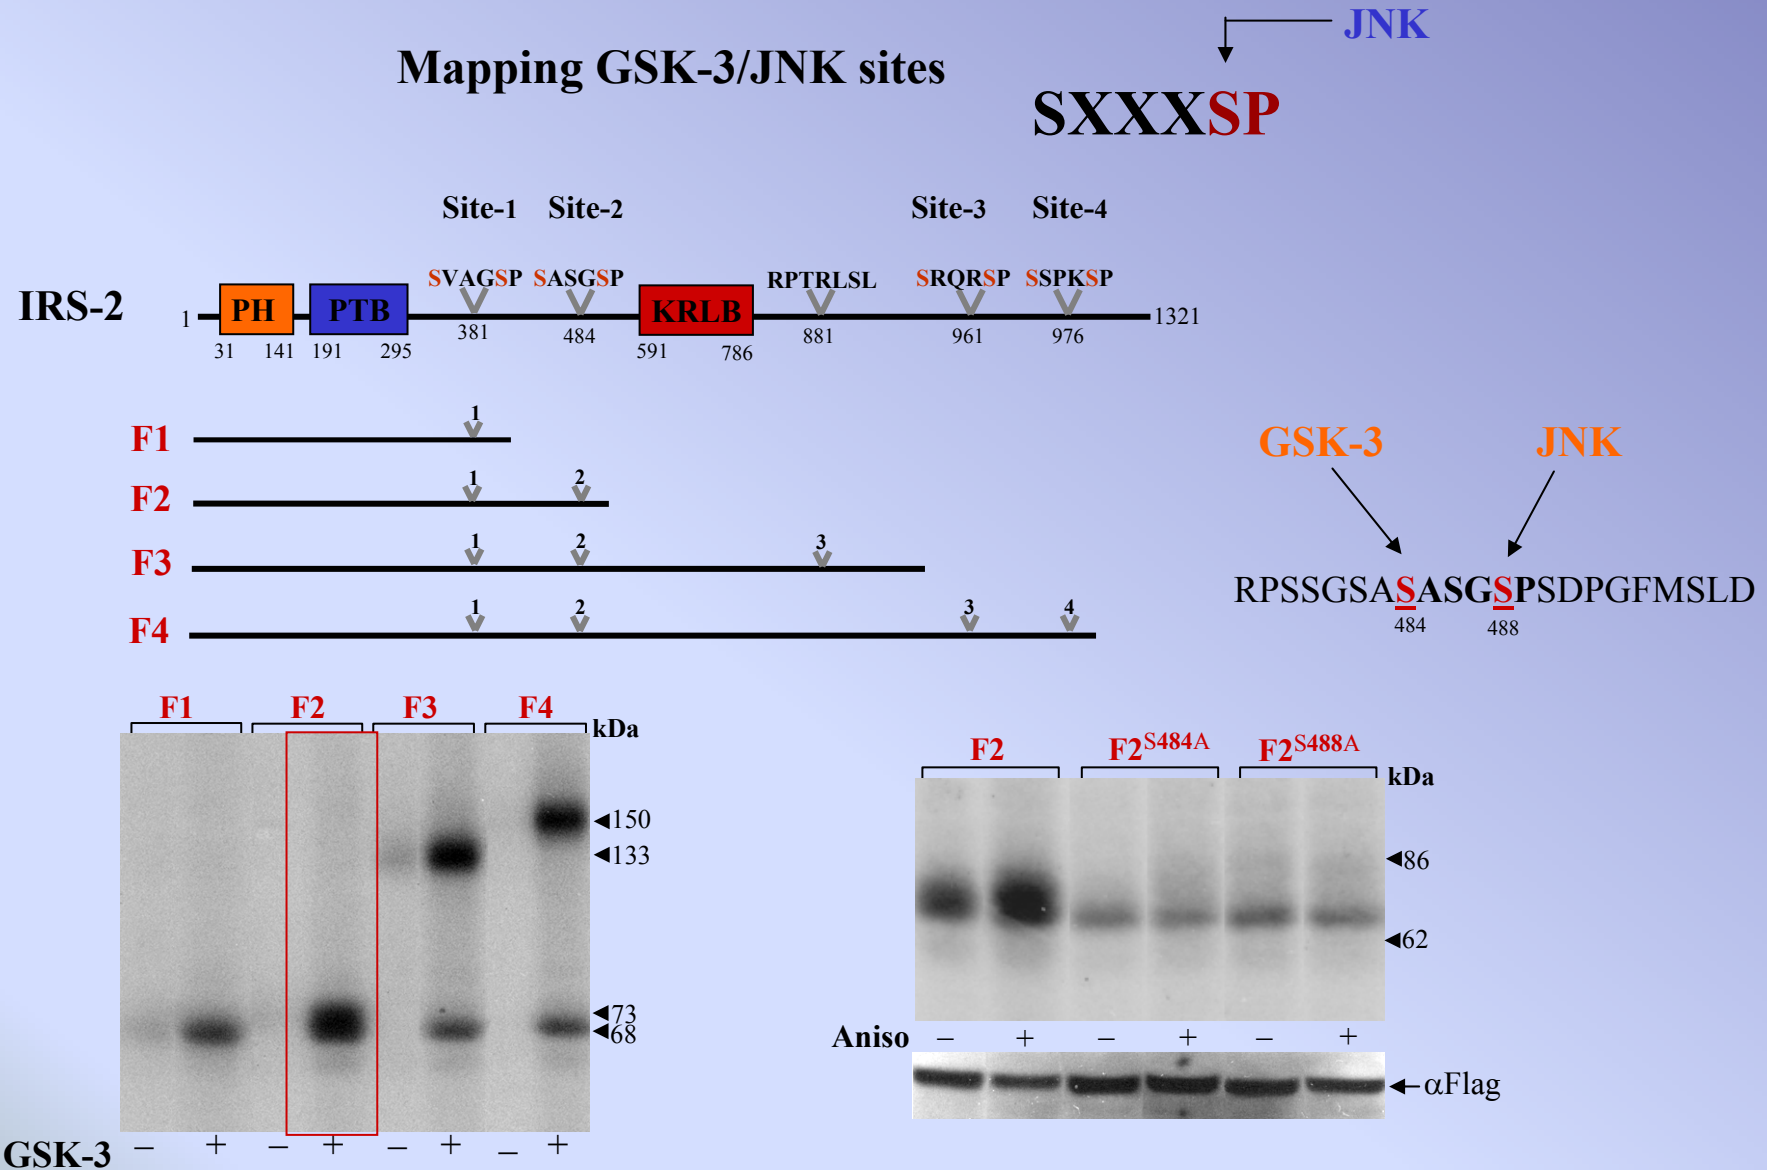 JNK
Mapping GSK-3/JNK sites
SXXXSP
Site-1 Site-2 Site-3 Site-4
SVAGSP SASGSP RPTRLSL SRQRSP SSPKSP
IRS-2 1 PH PTB KRLB 1321
381 484 881 961 976
31 141 191 295 591 786
1
F1
1 2
F2
1 2 3
F3
1 2 3 4
F4
GSK-3 JNK
RPSSGSASASGSPSDPGFMSLD
484 488
F1 F2 F3 F4
kDa
150
133
73
68
GSK-3 – + – + – + – +
F2 F2S484A F2S488A
kDa
86
62
Aniso – + – + – +
αFlag